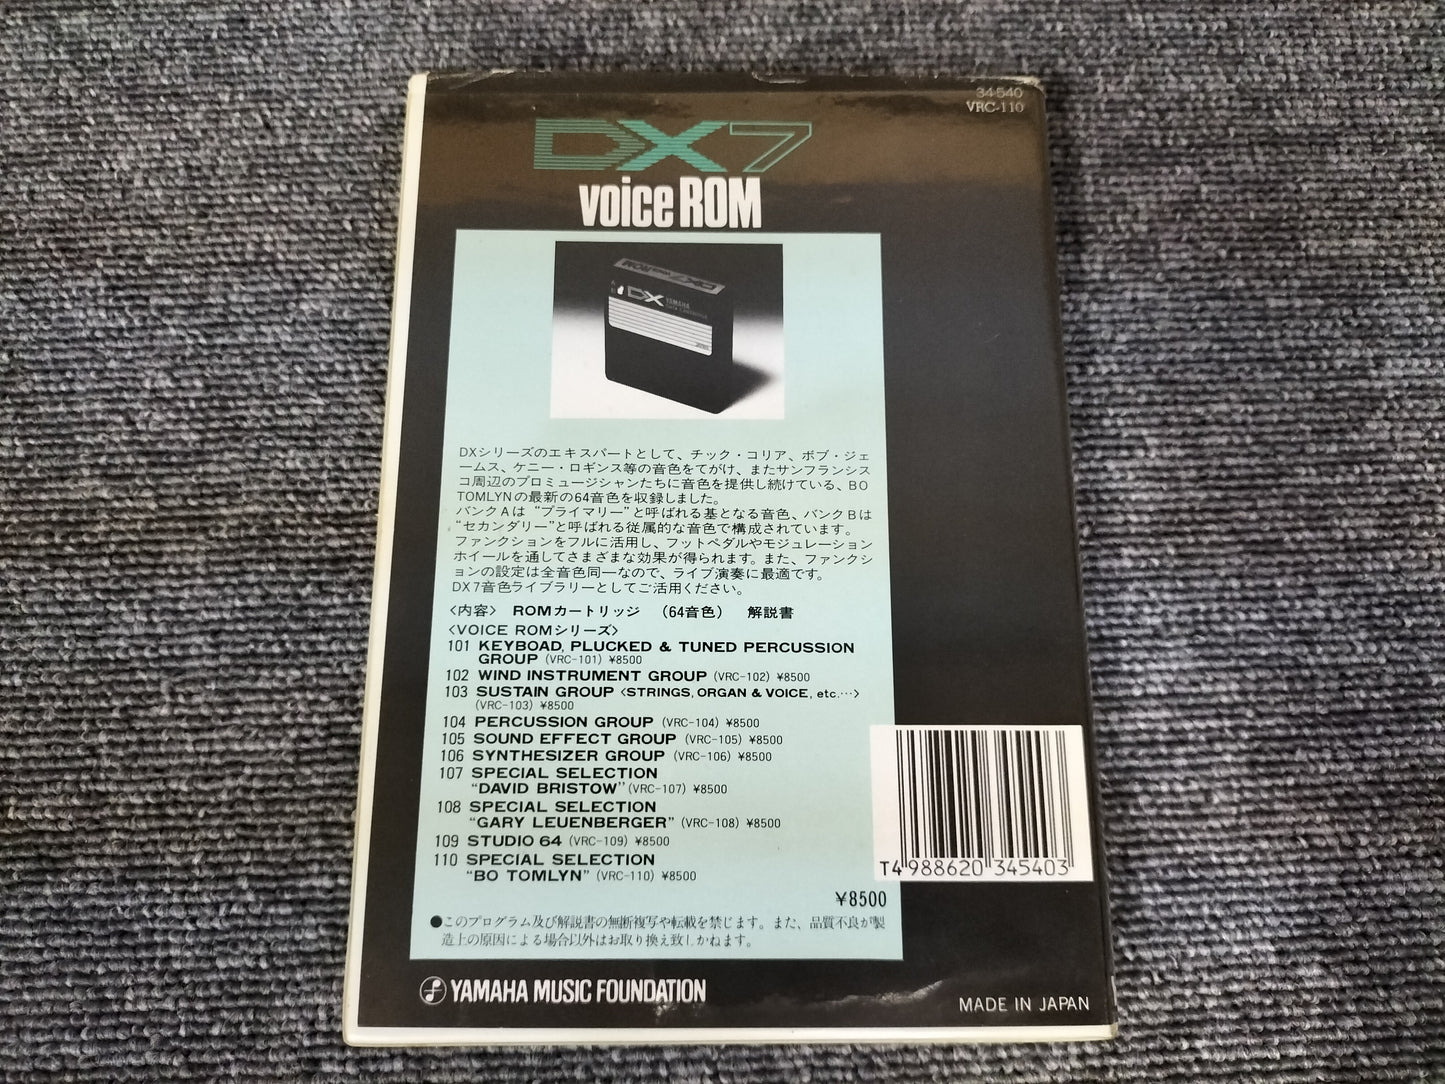 34-540
VRC-110
DX7
voice ROM
DX7 voice ROM
DX YAMAHA
DXシリーズのエキスパートとして、チック・コリア、ボブ・ジェ
ームス、ケニー・ロギンス等の音色をてがけ、またサンフランシス
コ周辺のプロミュージシャンたちに音色を提供し続けている、BO
TOMLYNの最新の64音色を収録しました。
バンクAは“プライマリー”と呼ばれる基となる音色、バンクBは
“セカンダリー”と呼ばれる従属的な音色で構成されています。
ファンクションをフルに活用し、フットペダルやモジュレーション
ホイールを通してさまざまな効果が得られます。また、ファンクシ
ョンの設定は全音色同一なので、ライブ演奏に最適です。
DX7音色ライブラリーとしてご活用ください。
〈内容〉 ROMカートリッジ （64音色） 解説書
〈VOICE ROMシリーズ〉
101 KEYBOAD, PLUCKED & TUNED PERCUSSION
GROUP (VRC-101) ¥8500
102 WIND INSTRUMENT GROUP (VRC-102) ¥8500
103 SUSTAIN GROUP〈STRINGS, ORGAN & VOICE, etc.…〉
(VRC-103) ¥8500
104 PERCUSSION GROUP (VRC-104) ¥8500
105 SOUND EFFECT GROUP (VRC-105) ¥8500
106 SYNTHESIZER GROUP (VRC-106) ¥8500
107 SPECIAL SELECTION
“DAVID BRISTOW” (VRC-107) ¥8500
108 SPECIAL SELECTION
“GARY LEUENBERGER” (VRC-108) ¥8500
109 STUDIO 64 (VRC-109) ¥8500
110 SPECIAL SELECTION
“BO TOMLYN” (VRC-110) ¥8500
¥8500
●このプログラム及び解説書の無断複写や転載を禁じます。また、品質不良が製
造上の原因による場合以外はお取り換え致しかねます。
T4 988620 345403
YAMAHA MUSIC FOUNDATION
MADE IN JAPAN